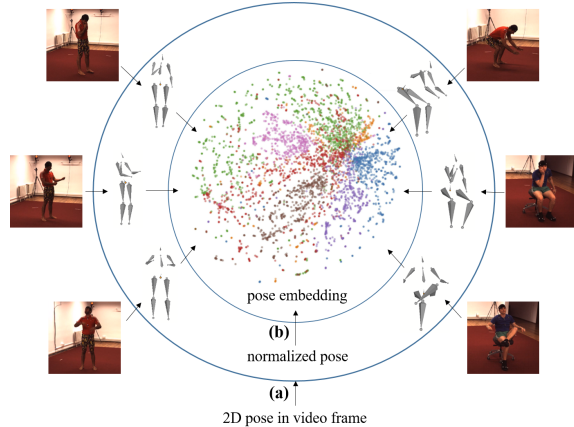 pose embedding
(b)
normalized pose
(a)
2D pose in video frame